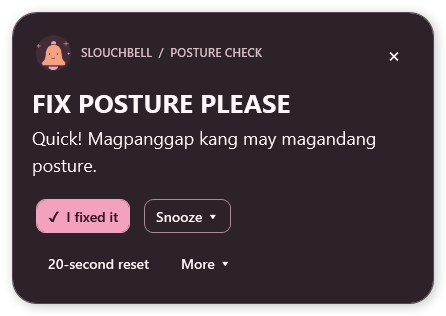 SLOUCHBELL / POSTURE CHECK
×
FIX POSTURE PLEASE
Quick! Magpanggap kang may magandang
posture.
✓ I fixed it
Snooze ▼
20-second reset
More ▼